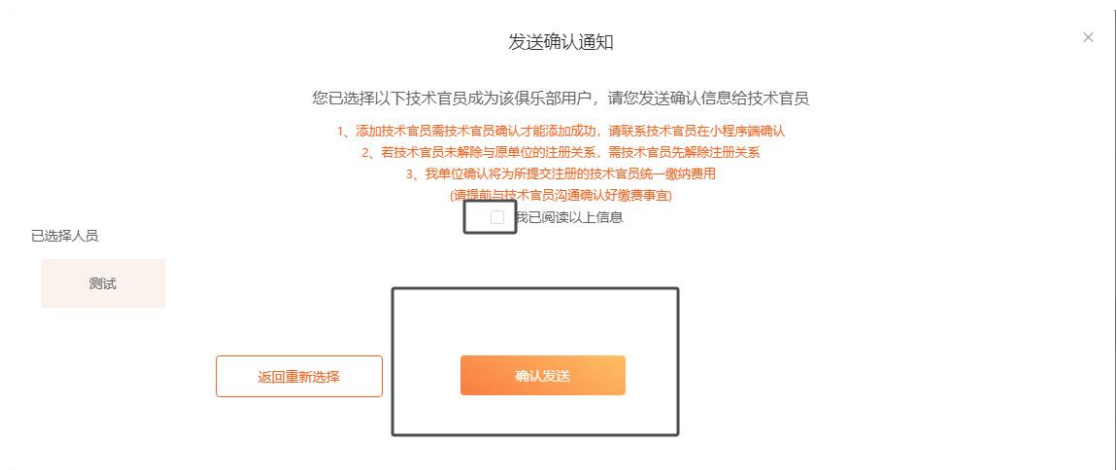 发送确认通知
×
您已选择以下技术官员成为该俱乐部用户，请您发送确认信息给技术官员
1、添加技术官员需技术官员确认才能添加成功，请联系技术官员在小程序端确认
2、若技术官员未解除与原单位的注册关系，需技术官员先解除注册关系
3、我单位确认将为所提交注册的技术官员统一缴纳费用
(请提前与技术官员沟通确认好缴费事宜)
我已阅读以上信息
已选择人员
测试
返回重新选择
确认发送